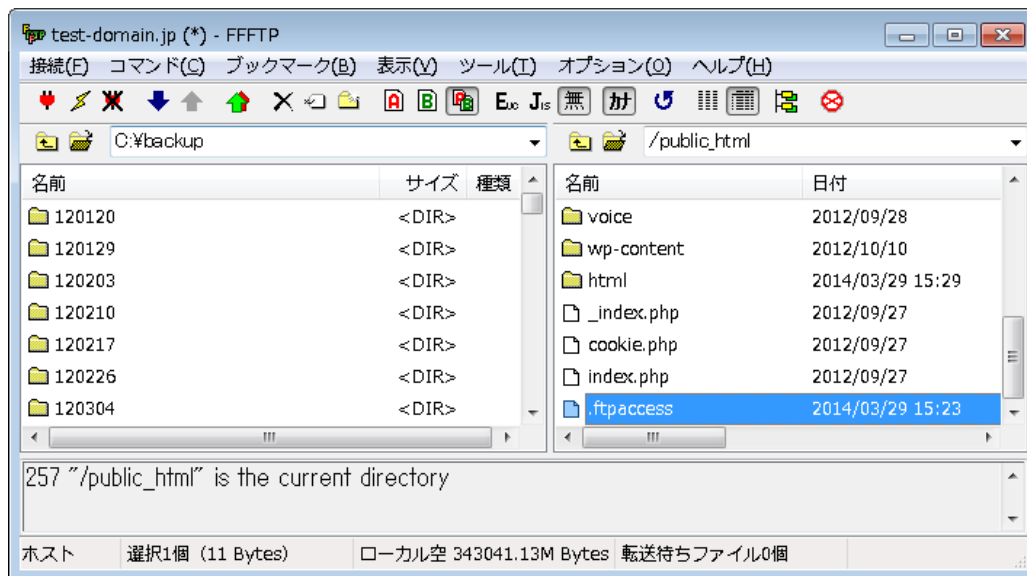 test-domain.jp (*) - FFFTP
接続(F) コマンド(C) ブックマーク(B) 表示(V) ツール(T) オプション(O) ヘルプ(H)
A B Euc JIS 無 カナ
C:¥backup /public_html
名前 サイズ 種類 名前 日付
120120 <DIR> voice 2012/09/28
120129 <DIR> wp-content 2012/10/10
120203 <DIR> html 2014/03/29 15:29
120210 <DIR> _index.php 2012/09/27
120217 <DIR> cookie.php 2012/09/27
120226 <DIR> index.php 2012/09/27
120304 <DIR> .ftpaccess 2014/03/29 15:23
257 "/public_html" is the current directory
ホスト 選択1個 (11 Bytes) ローカル空 343041.13M Bytes 転送待ちファイル0個